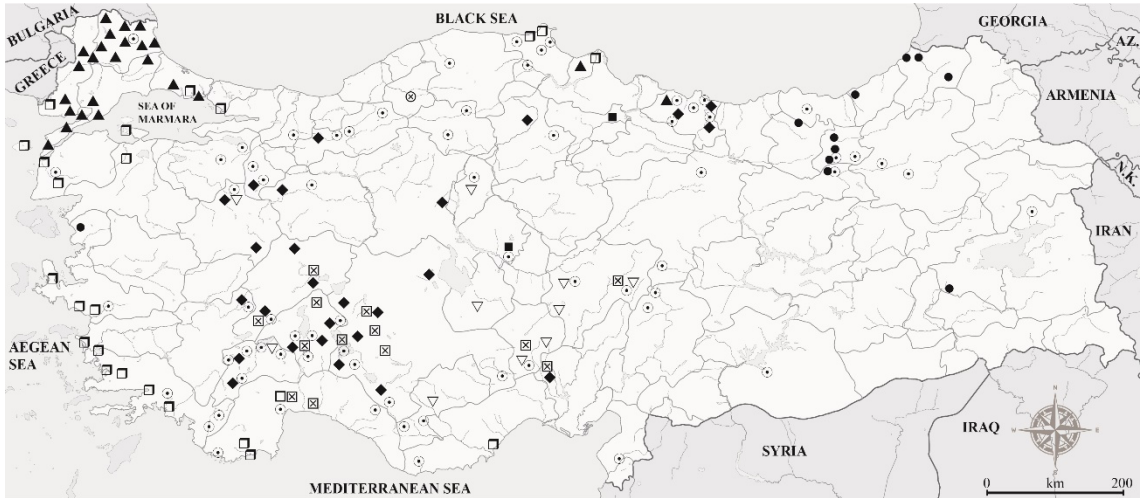 BULGARIA
GREECE
BLACK SEA
GEORGIA
AZ.
ARMENIA
SEA OF
MARMARA
N.K.
IRAN
AEGEAN
SEA
IRAQ
SYRIA
MEDITERRANEAN SEA
N
W
E
S
0 km 200